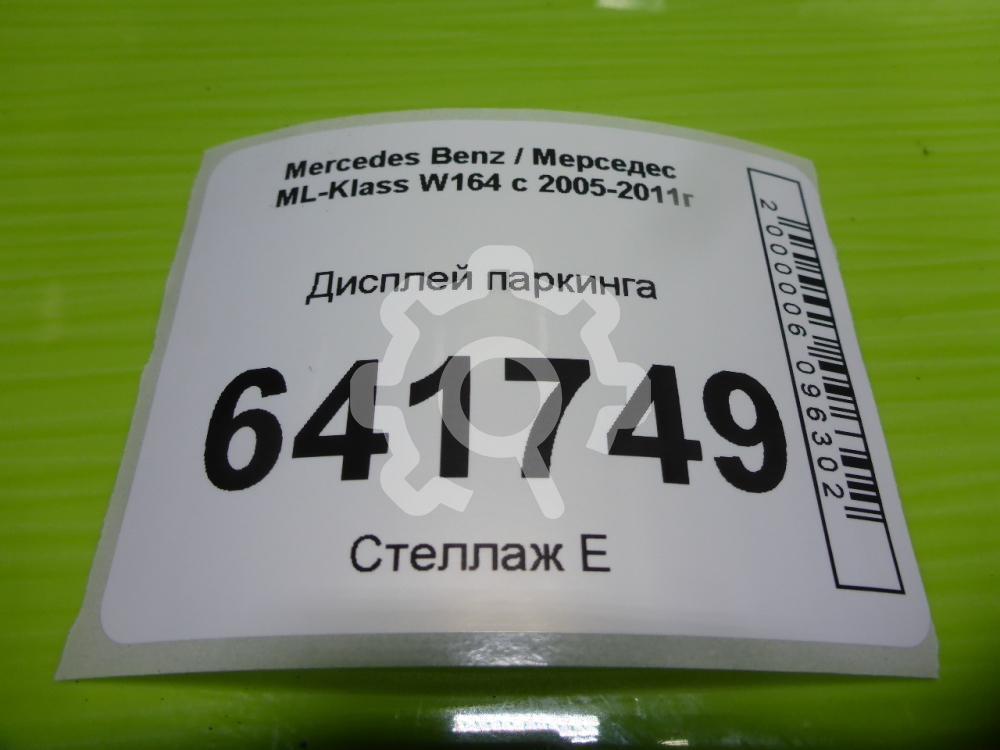 Mercedes Benz / Мерседес
ML-Klass W164 с 2005-2011г
Дисплей паркинга
641749
Стеллаж Е
2000006096302